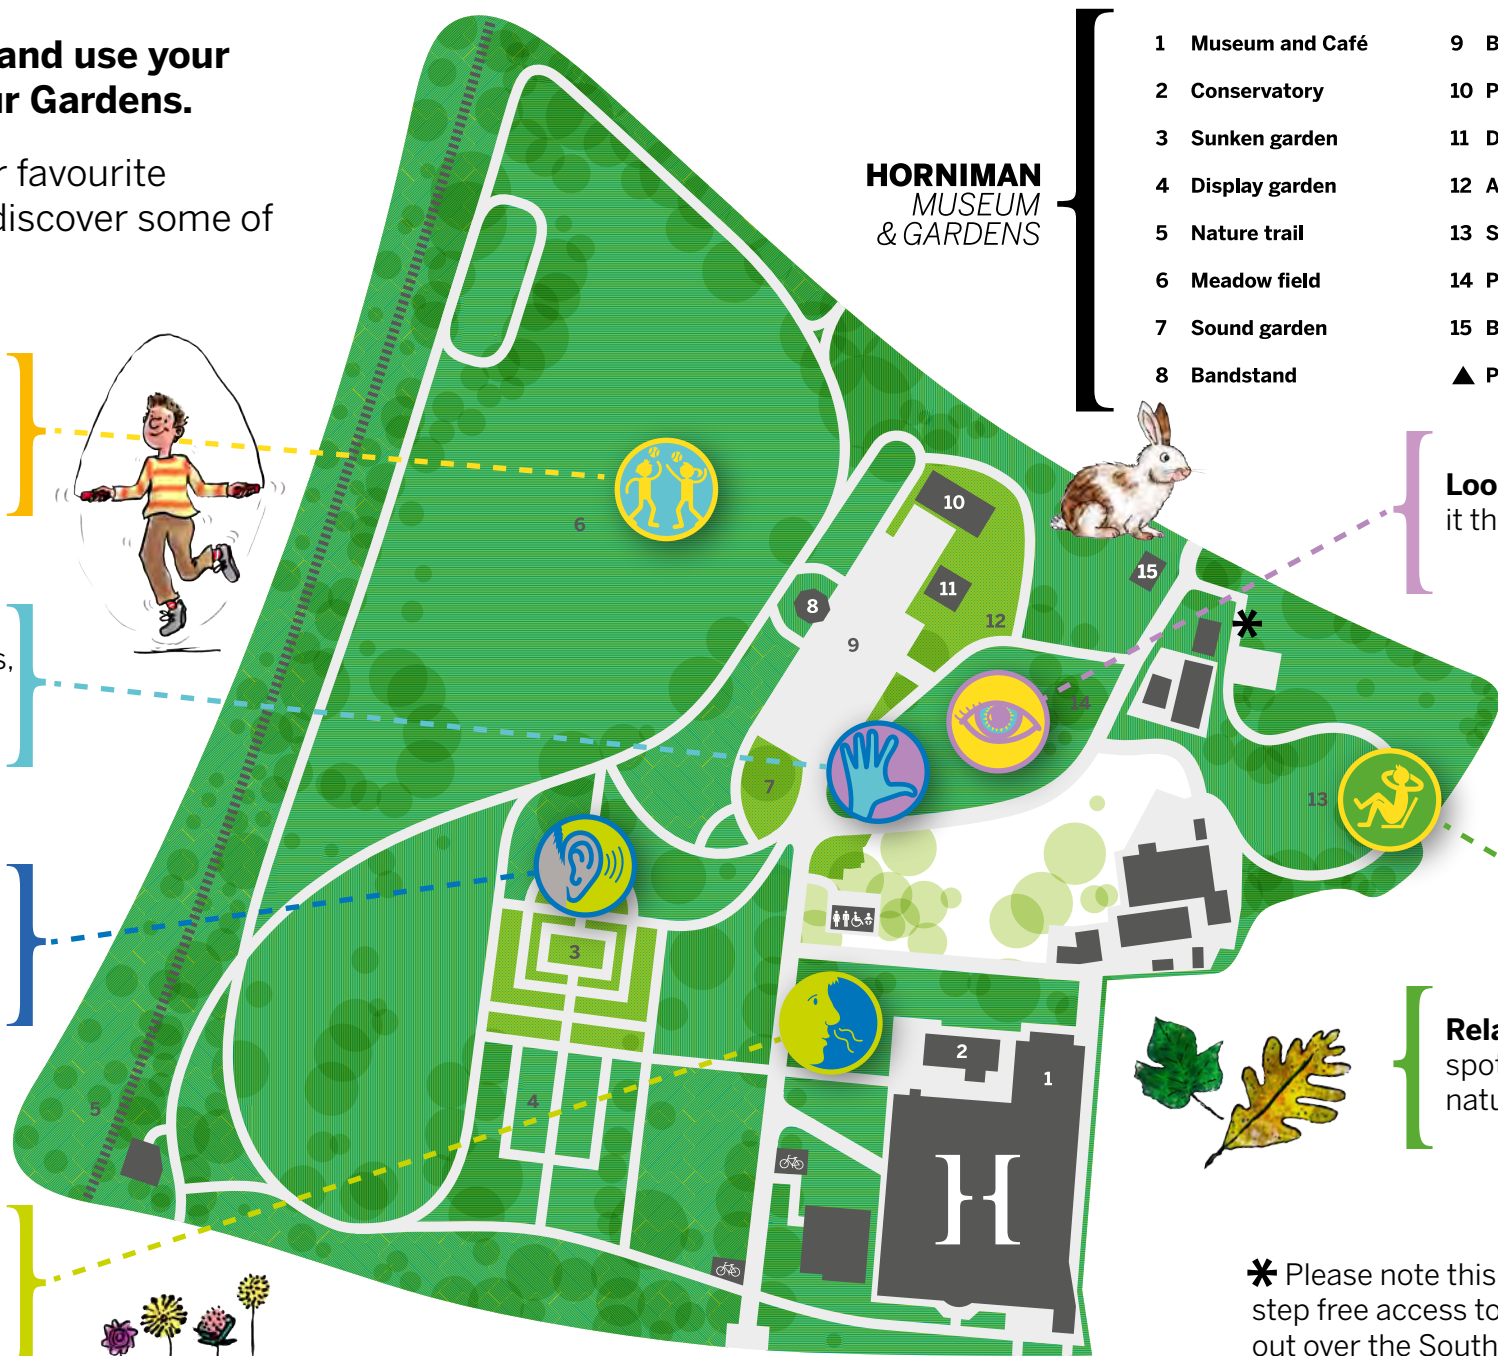 and use your
r Gardens.
r favourite
discover some of
s,
HORNIMAN
MUSEUM
& GARDENS
1 Museum and Café
2 Conservatory
3 Sunken garden
4 Display garden
5 Nature trail
6 Meadow field
7 Sound garden
8 Bandstand
9 B
10 P
11 D
12 A
13 S
14 P
15 B
▲ P
Loo
it th
Rela
spot
natu
* Please note this
step free access to
out over the South
6
10
11
12
15
8
9
14
7
13
3
2
1
4
5
H